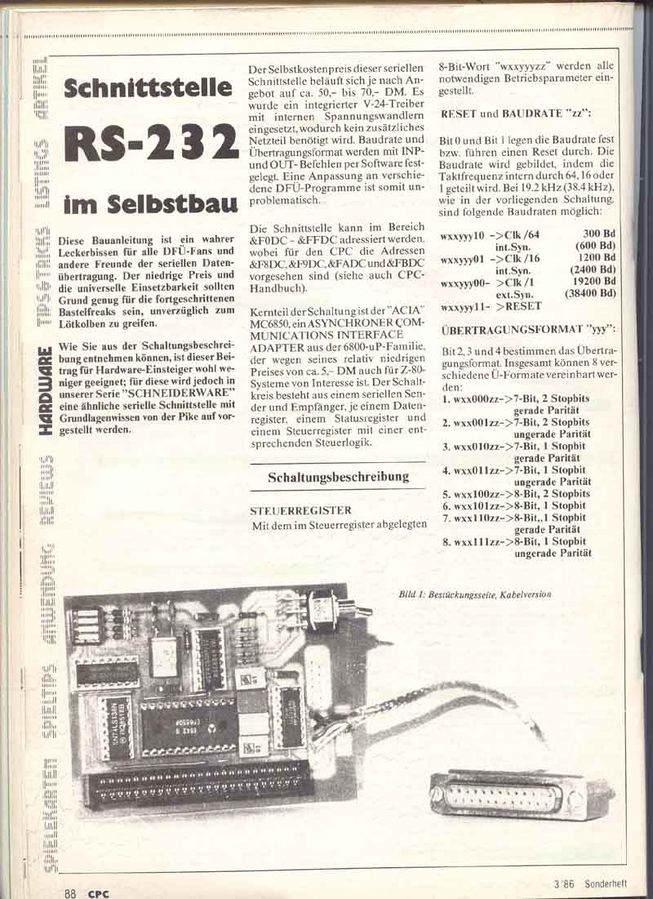 Schnittstelle
RS-232
im Selbstbau
Diese Bauanleitung ist ein wahrer
Leckerbissen für alle DFÜ-Fans und
andere Freunde der seriellen Daten-
übertragung. Der niedrige Preis und
die universelle Einsetzbarkeit sollten
Grund genug für die fortgeschrittenen
Bastelfreaks sein, unverzüglich zum
Lötkolben zu greifen.
Wie Sie aus der Schaltungsbeschrei-
bung entnehmen können, ist dieser Bei-
trag für Hardware-Einsteiger wohl we-
niger geeignet; für diese wird jedoch in
unserer Serie "SCHNEIDERWARE"
eine ähnliche serielle Schnittstelle mit
Grundlagenwissen von der Pike auf vor-
gestellt werden.
Der Selbstkostenpreis dieser seriellen
Schnittstelle beläuft sich je nach An-
gebot auf ca. 50,- bis 70,- DM. Es
wurde ein integrierter V-24-Treiber
mit internen Spannungswandlern
eingesetzt, wodurch kein zusätzliches
Netzteil benötigt wird. Baudrate und
Übertragungsformat werden mit INP-
und OUT- Befehlen per Software fest-
gelegt. Eine Anpassung an verschie-
dene DFÜ-Programme ist somit un-
problematisch.
Die Schnittstelle kann im Bereich
&F0DC - &FFDC adressiert werden,
wobei für den CPC die Adressen
&F8DC, &F9DC, &FADC und &FBDC
vorgesehen sind (siehe auch CPC-
Handbuch).
Kernteil der Schaltung ist der "ACIA"
MC6850, ein ASYNCHRONER COM-
MUNICATIONS INTERFACE
ADAPTER aus der 6800-uP-Familie,
der wegen seines relativ niedrigen
Preises von ca. 5,- DM auch für Z-80-
Systeme von Interesse ist. Der Schalt-
kreis besteht aus einem seriellen Sen-
der und Empfänger, je einem Daten-
register, einem Statusregister und
einem Steuerregister mit einer ent-
sprechenden Steuerlogik.
Schaltungsbeschreibung
STEUERREGISTER
Mit dem im Steuerregister abgelegten
8-Bit-Wort "wxxyyyzz" werden alle
notwendigen Betriebsparameter ein-
gestellt.
RESET und BAUDRATE "zz":
Bit 0 und Bit 1 legen die Baudrate fest
bzw. führen einen Reset durch. Die
Baudrate wird gebildet, indem die
Taktfrequenz intern durch 64, 16 oder
1 geteilt wird. Bei 19.2 kHz (38.4 kHz),
wie in der vorliegenden Schaltung,
sind folgende Baudraten möglich:
wxxyyy10 ->Clk /64 300 Bd
int.Syn. (600 Bd)
wxxyyy01 ->Clk /16 1200 Bd
int.Syn. (2400 Bd)
wxxyyy00- >Clk /1 19200 Bd
ext.Syn. (38400 Bd)
wxxyyy11- >RESET
ÜBERTRAGUNGSFORMAT "yyy":
Bit 2, 3 und 4 bestimmen das Übertra-
gungsformat. Insgesamt können 8 ver-
schiedene Ü-Formate vereinbart wer-
den:
1. wxx000zz->7-Bit, 2 Stopbits
gerade Parität
2. wxx001zz->7-Bit, 2 Stopbits
ungerade Parität
3. wxx010zz->7-Bit, 1 Stopbit
gerade Parität
4. wxx011zz->7-Bit, 1 Stopbit
ungerade Parität
5. wxx100zz->8-Bit, 2 Stopbits
6. wxx101zz->8-Bit, 1 Stopbit
7. wxx110zz->8-Bit,,1 Stopbit
gerade Parität
8. wxx111zz->8-Bit, 1 Stopbit
ungerade Parität
Bild 1: Bestückungsseite, Kabelversion
SPIELEKARTEN SPIELTIPS ANWENDUNG REVIEWS HARDWARE TIPS&TRICKS LISTINGS ARTIKEL
88 CPC
3 '86 Sonderheft